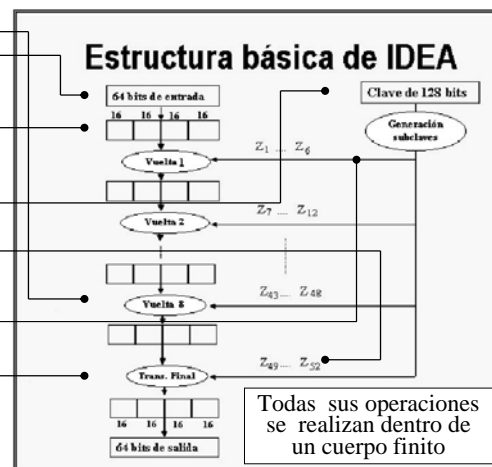 Estructura básica de IDEA
64 bits de entrada
Clave de 128 bits
16 16 16 16
Generación
subclaves
Z1 .... Z6
Vuelta 1
Z7 .... Z12
Vuelta 2
Z43.... Z48
Vuelta 8
Z49.... Z52
Trans. Final
16 16 16 16
64 bits de salida
Todas sus operaciones
se realizan dentro de
un cuerpo finito